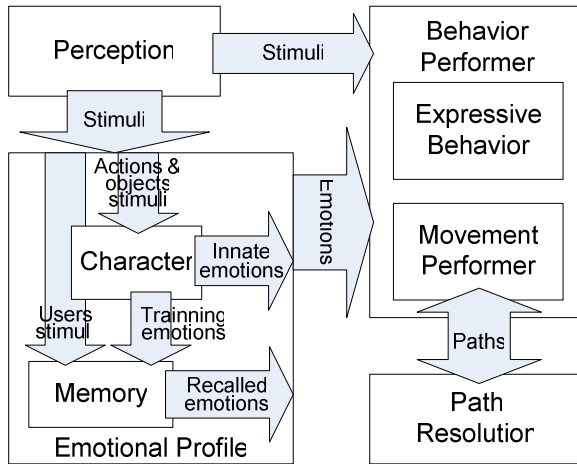 Perception
Stimuli
Behavior
Performer
Expressive
Behavior
Stimuli
Actions &
objects
stimuli
Emotions
Character
Innate
emotions
Movement
Performer
Users
stimul
Trainning
emotions
Paths
Memory
Recalled
emotions
Emotional Profile
Path
Resolution